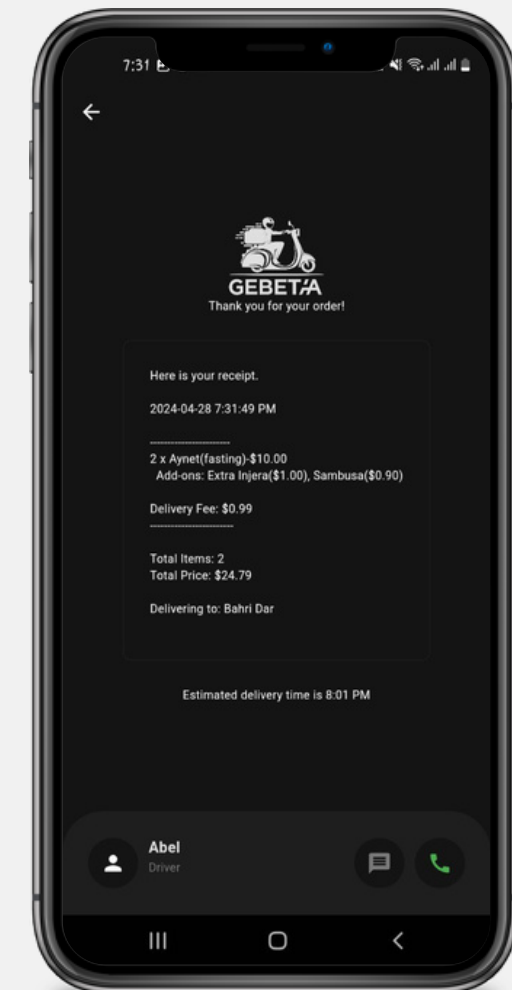 7:31
GEBETA
Thank you for your order!
Here is your receipt.
2024-04-28 7:31:49 PM
--------------------
2 x Aynet(fasting)-$10.00
Add-ons: Extra Injera($1.00), Sambusa($0.90)
Delivery Fee: $0.99
--------------------
Total Items: 2
Total Price: $24.79
Delivering to: Bahri Dar
Estimated delivery time is 8:01 PM
Abel
Driver